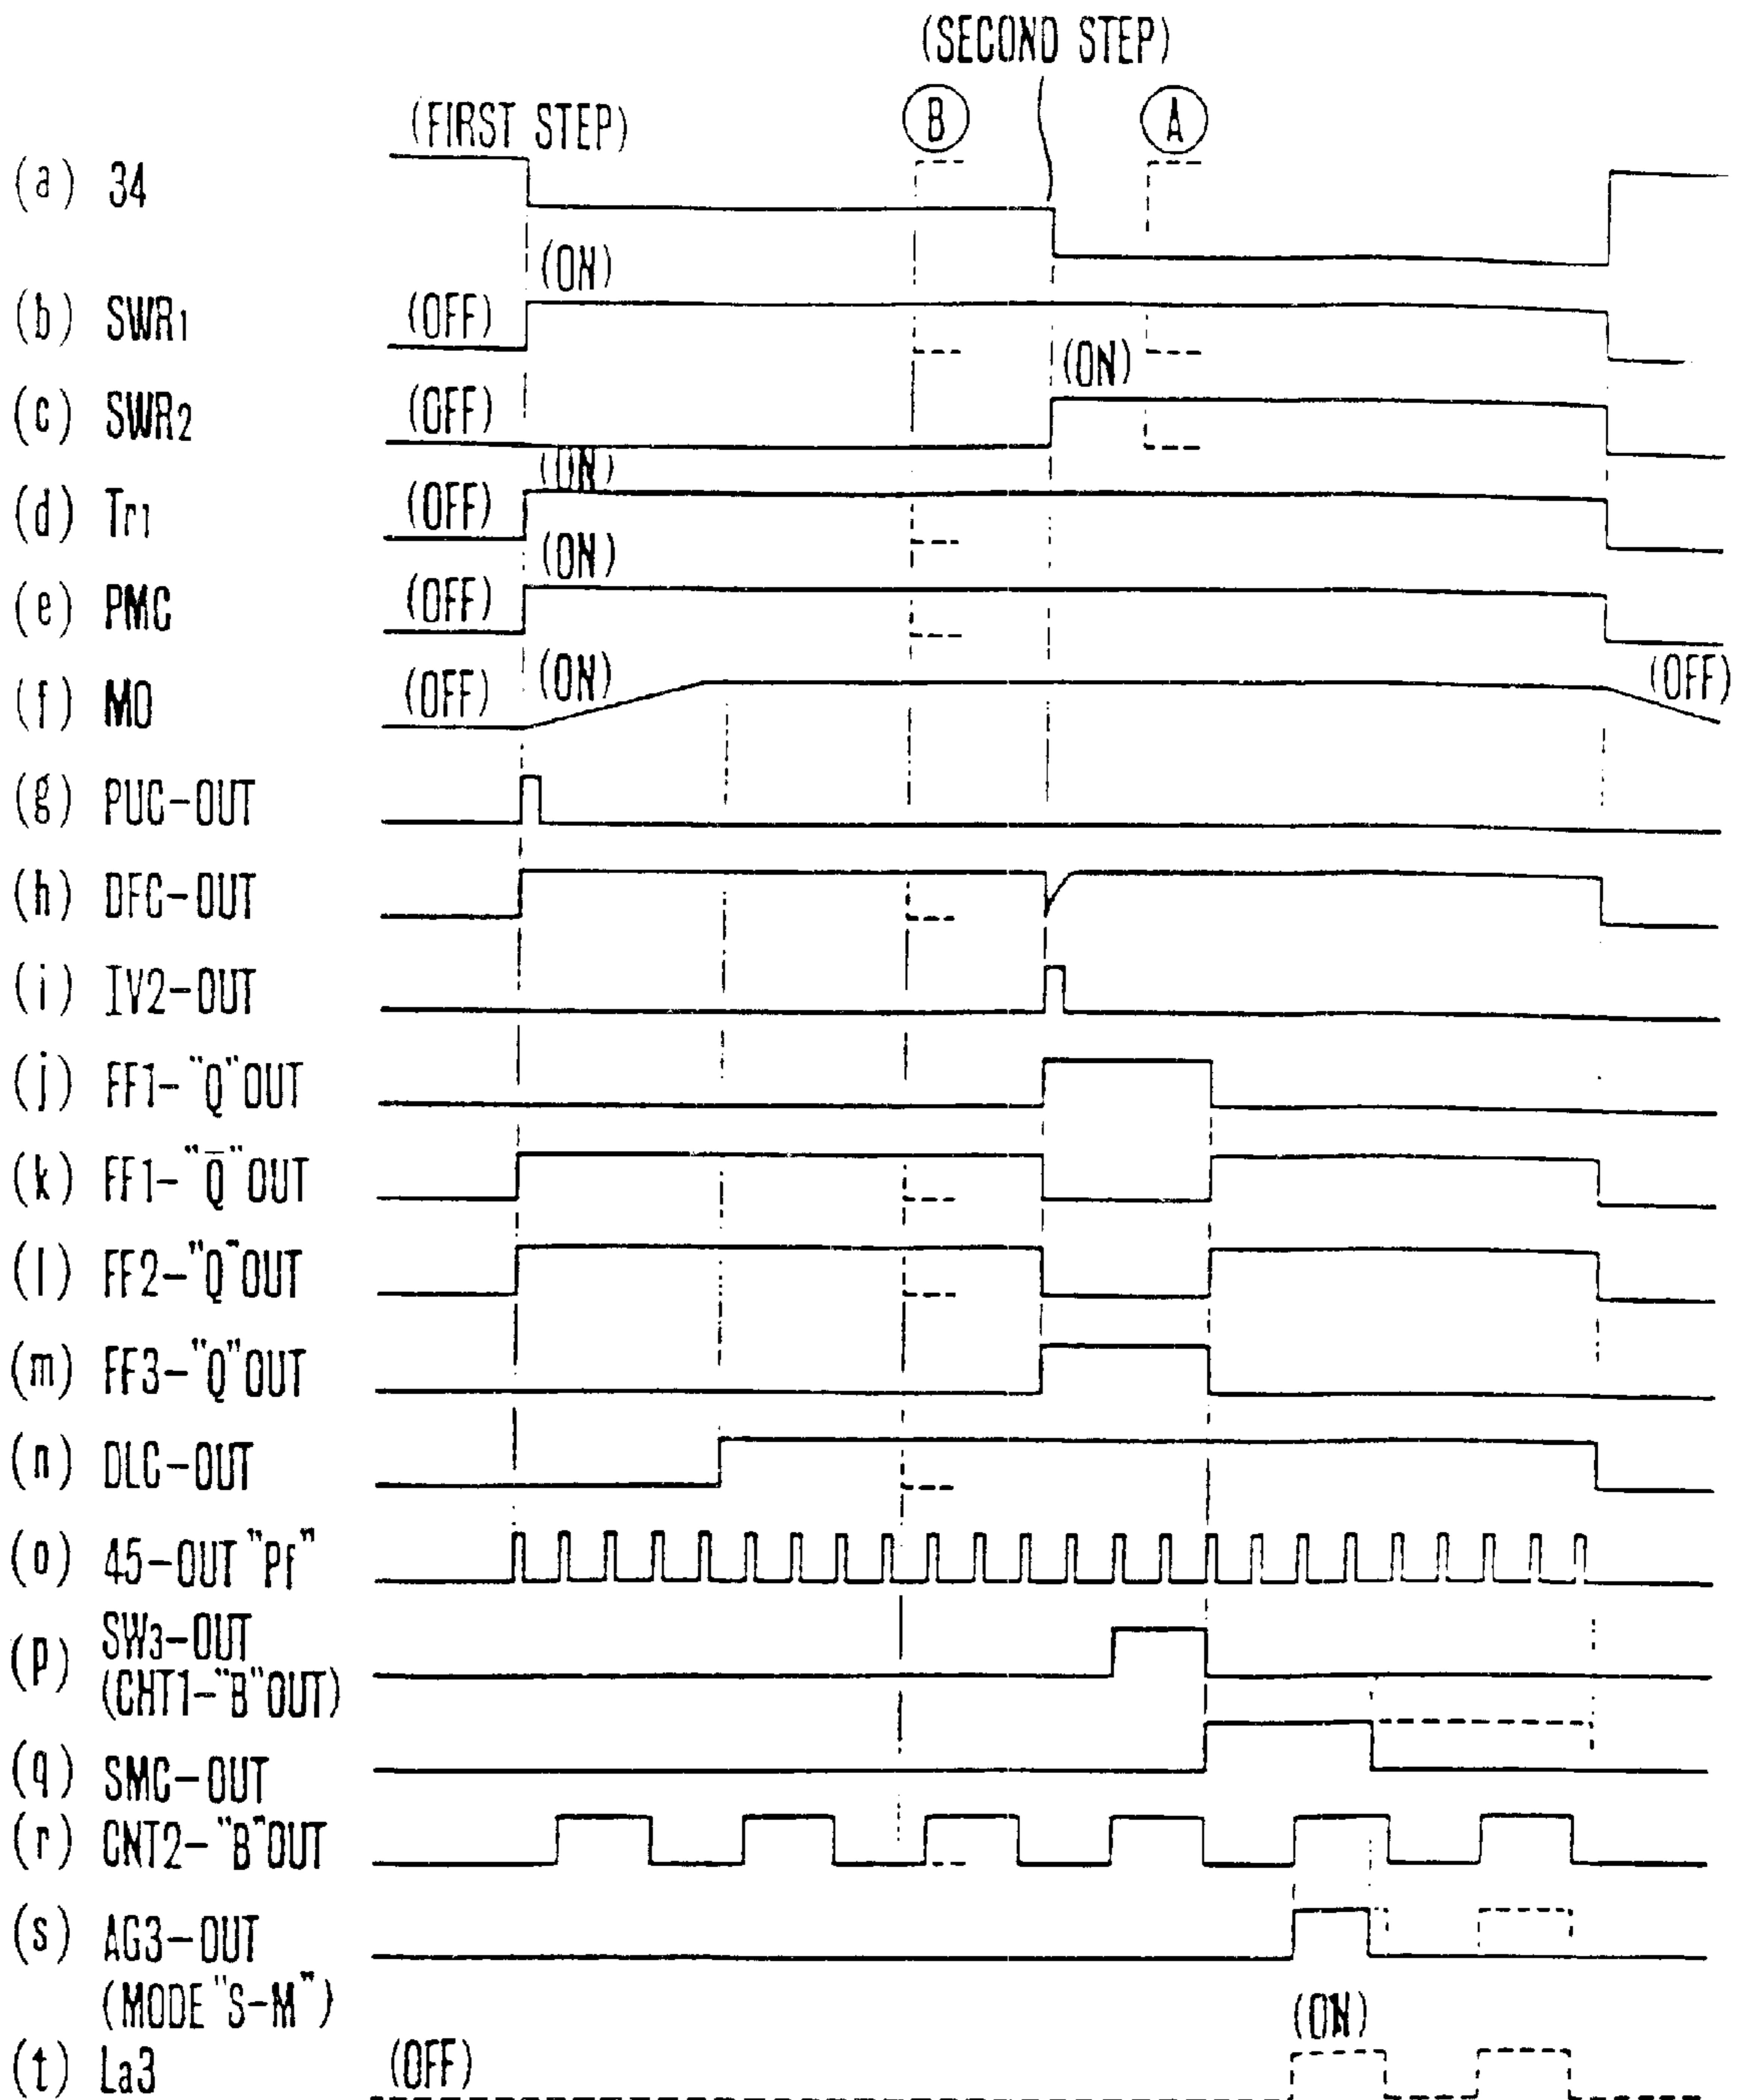 (SECOND STEP)
(FIRST STEP) B A
(a) 34
(ON)
(b) SWR1 (OFF)
(ON)
(c) SWR2 (OFF)
(ON)
(d) Tr1 (OFF)
(ON)
(e) PMC (OFF)
(f) MO (OFF) (ON) (OFF)
(g) PUC-OUT
(h) DFC-OUT
(i) IV2-OUT
(j) FF1-"Q"OUT
(k) FF1-"Q̄"OUT
(l) FF2-"Q"OUT
(m) FF3-"Q"OUT
(n) DLC-OUT
(o) 45-OUT "Pf"
(p) SW3-OUT
(CHT1-"B"OUT)
(q) SMC-OUT
(r) CNT2-"B"OUT
(s) AG3-OUT
(MODE "S-M")
(ON)
(t) La3 (OFF)